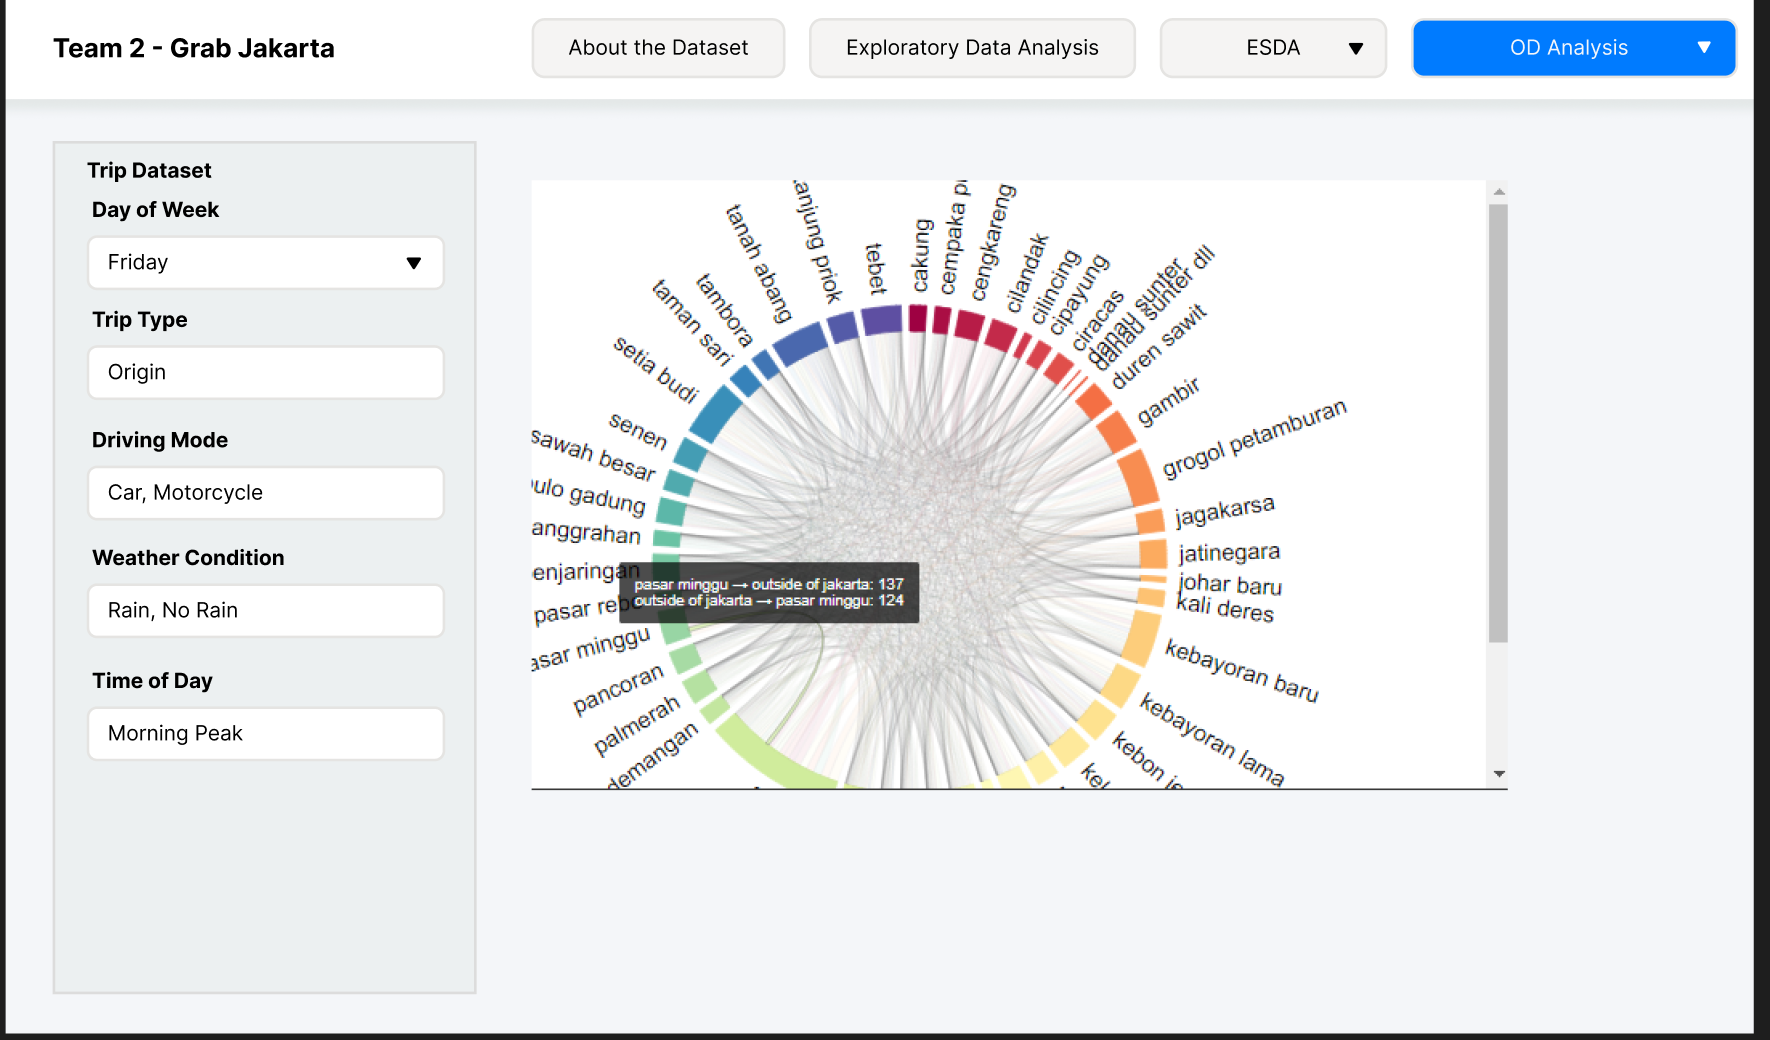 Team 2 - Grab Jakarta
About the Dataset
Exploratory Data Analysis
ESDA
OD Analysis
Trip Dataset
Day of Week
Friday
Trip Type
Origin
Driving Mode
Car, Motorcycle
Weather Condition
Rain, No Rain
Time of Day
Morning Peak
cakung
cempaka p
cengkareng
cilandak
cilincing
cipayung
ciracas
danau sunter
danau sunter dll
duren sawit
gambir
grogol petamburan
jagakarsa
jatinegara
johar baru
kali deres
kebayoran baru
kebayoran lama
kebon je
kel
demangan
palmerah
pancoran
asar minggu
pasar reb
enjaringan
anggrahan
ulo gadung
sawah besar
senen
setia budi
taman sari
tambora
tanah abang
anjung priok
tebet
pasar minggu → outside of jakarta: 137
outside of jakarta → pasar minggu: 124